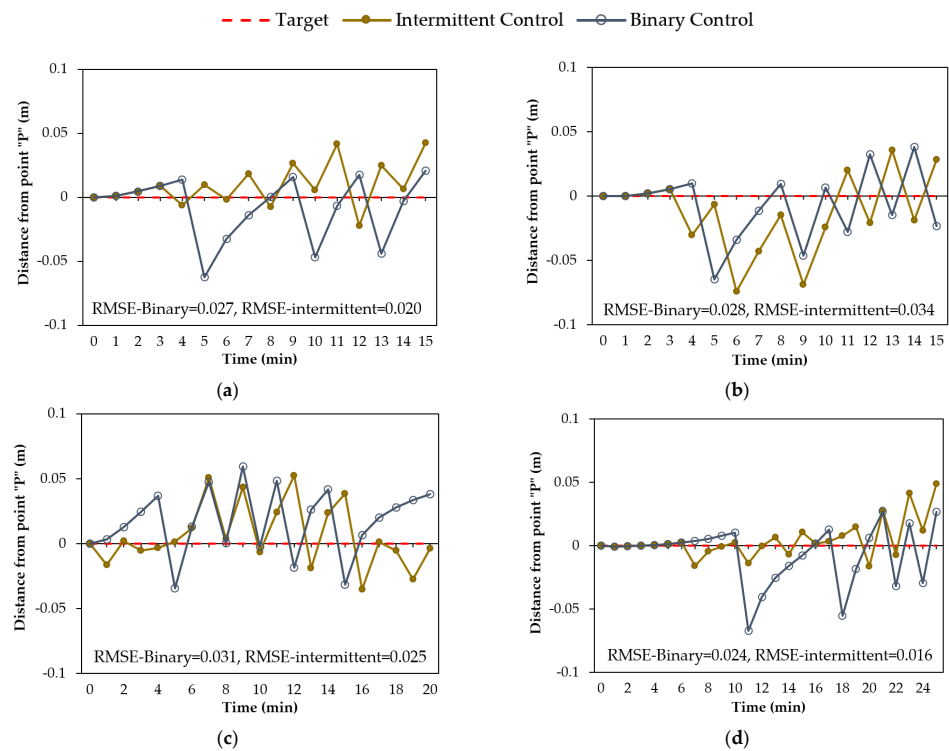 Target Intermittent Control Binary Control
Distance from point "P" (m)
0.1
0.05
0
-0.05
-0.1
RMSE-Binary=0.027, RMSE-intermittent=0.020
0 1 2 3 4 5 6 7 8 9 10 11 12 13 14 15
Time (min)
(a)
Distance from point "P" (m)
0.1
0.05
0
-0.05
-0.1
RMSE-Binary=0.028, RMSE-intermittent=0.034
0 1 2 3 4 5 6 7 8 9 10 11 12 13 14 15
Time (min)
(b)
Distance from point "P" (m)
0.1
0.05
0
-0.05
-0.1
RMSE-Binary=0.031, RMSE-intermittent=0.025
0 2 4 6 8 10 12 14 16 18 20
Time (min)
(c)
Distance from point "P" (m)
0.1
0.05
0
-0.05
-0.1
RMSE-Binary=0.024, RMSE-intermittent=0.016
0 2 4 6 8 10 12 14 16 18 20 22 24
Time (min)
(d)